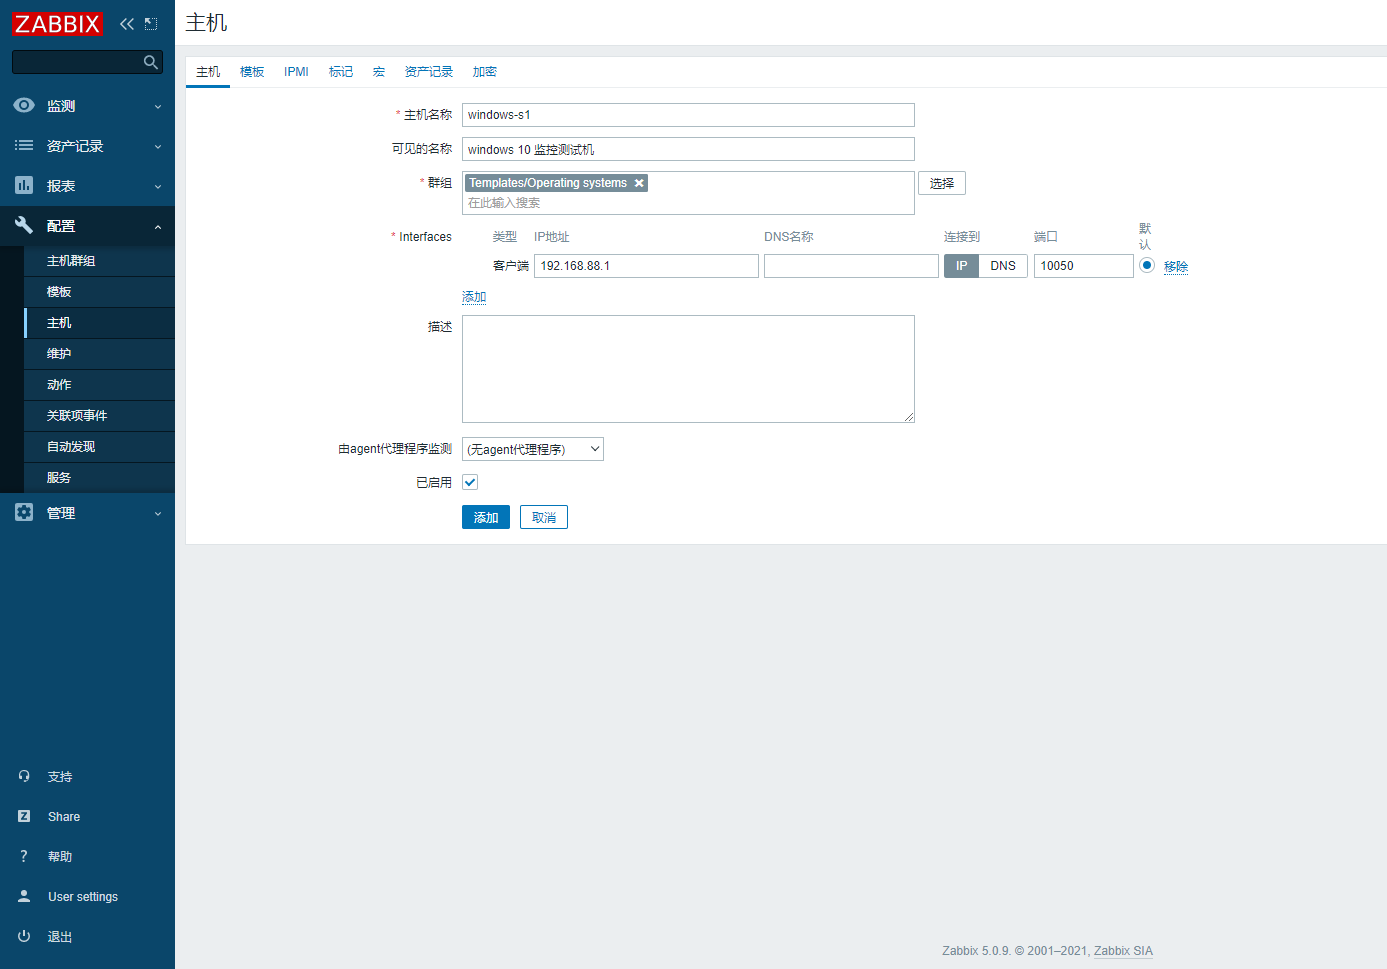 ZABBIX
监测
资产记录
报表
配置
主机群组
模板
主机
维护
动作
关联项事件
自动发现
服务
管理
支持
Share
帮助
User settings
退出
主机
主机 模板 IPMI 标记 宏 资产记录 加密
* 主机名称 windows-s1
可见的名称 windows 10 监控测试机
* 群组 Templates/Operating systems 选择
在此输入搜索
* Interfaces 类型 IP地址 DNS名称 连接到 端口 默认
客户端 192.168.88.1 IP DNS 10050 移除
添加
描述
由agent代理程序监测 (无agent代理程序)
已启用
添加 取消
Zabbix 5.0.9. © 2001–2021, Zabbix SIA